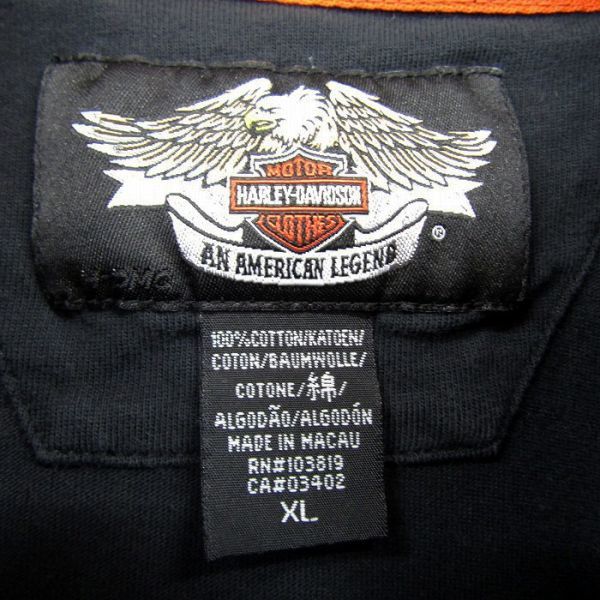 MOTOR
HARLEY-DAVIDSON
CLOTHES
AN AMERICAN LEGEND
®
100%COTTON/KATOEN/
COTON/BAUMWOLLE/
COTONE/綿/
ALGODÃO/ALGODÓN
MADE IN MACAU
RN#103819
CA#03402
XL